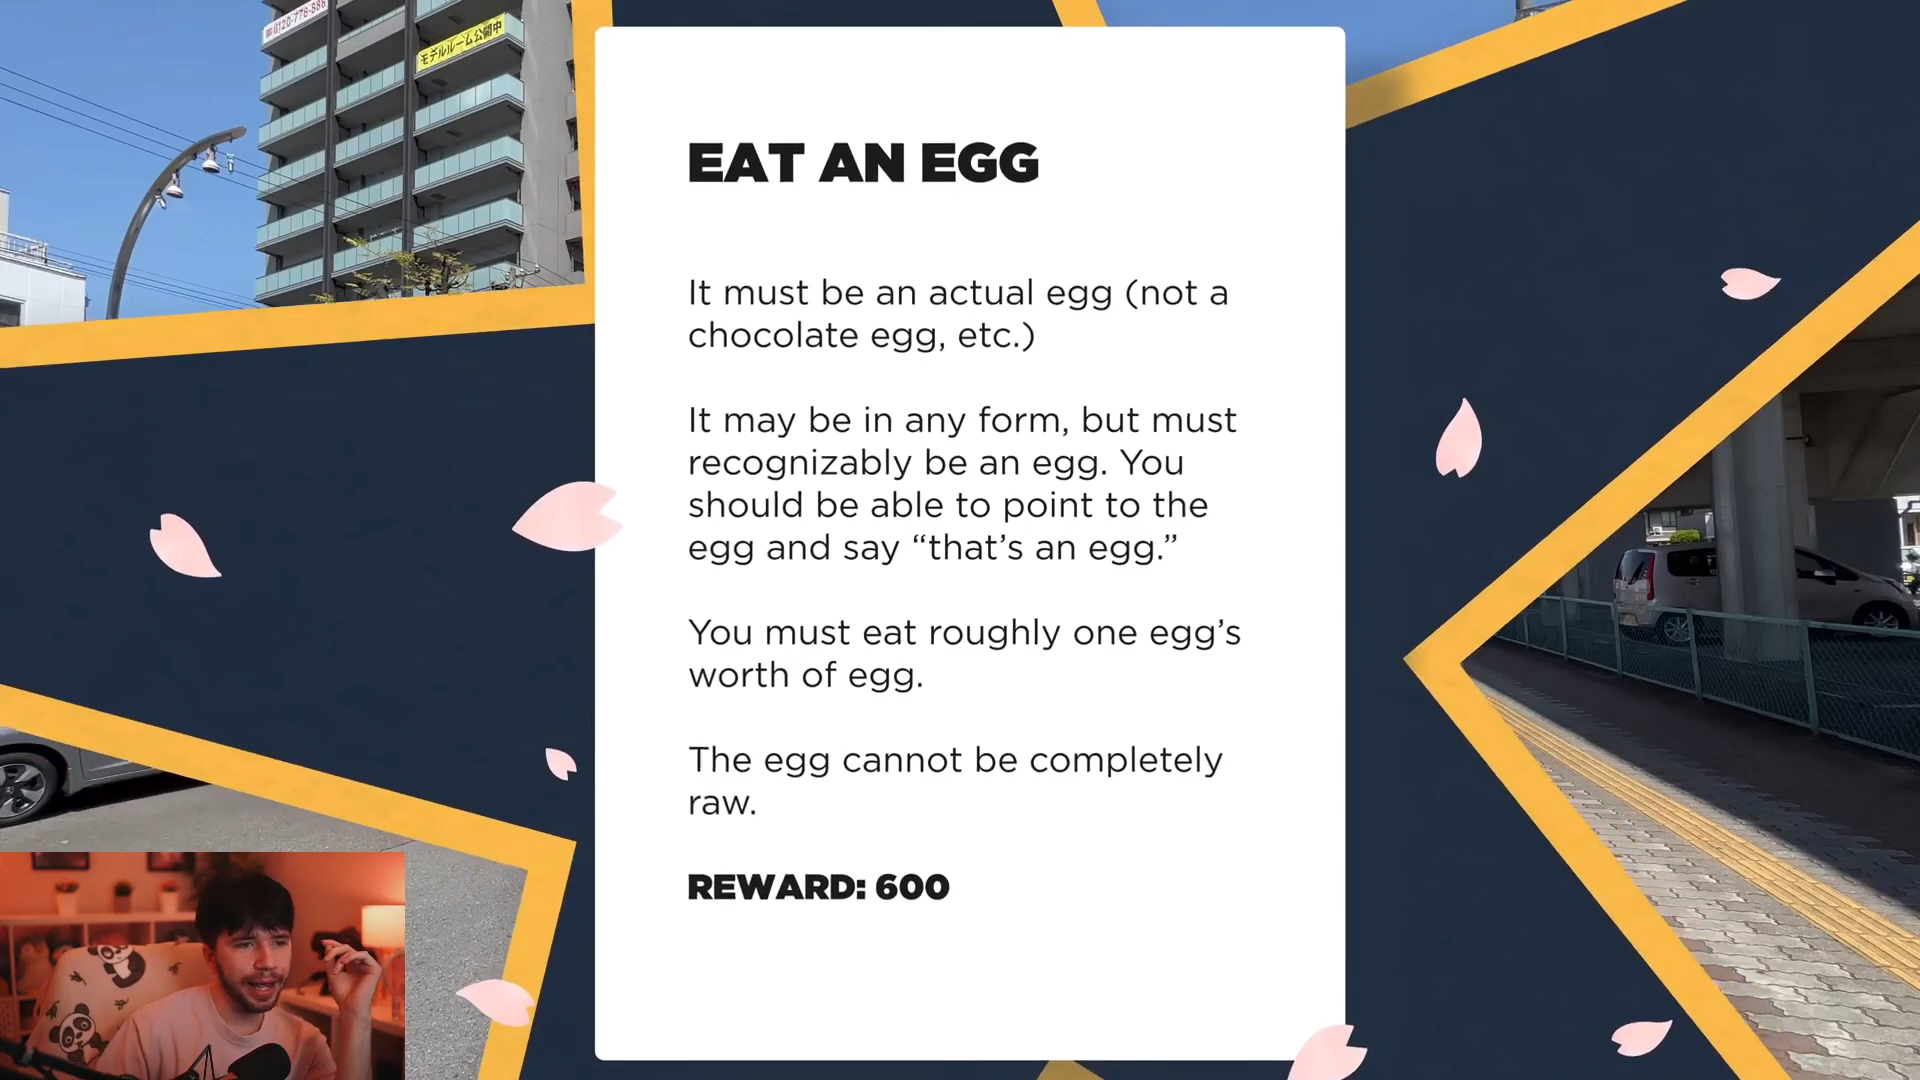 0120-778-586
モデルルーム公開中
EAT AN EGG
It must be an actual egg (not a
chocolate egg, etc.)
It may be in any form, but must
recognizably be an egg. You
should be able to point to the
egg and say “that’s an egg.”
You must eat roughly one egg’s
worth of egg.
The egg cannot be completely
raw.
REWARD: 600